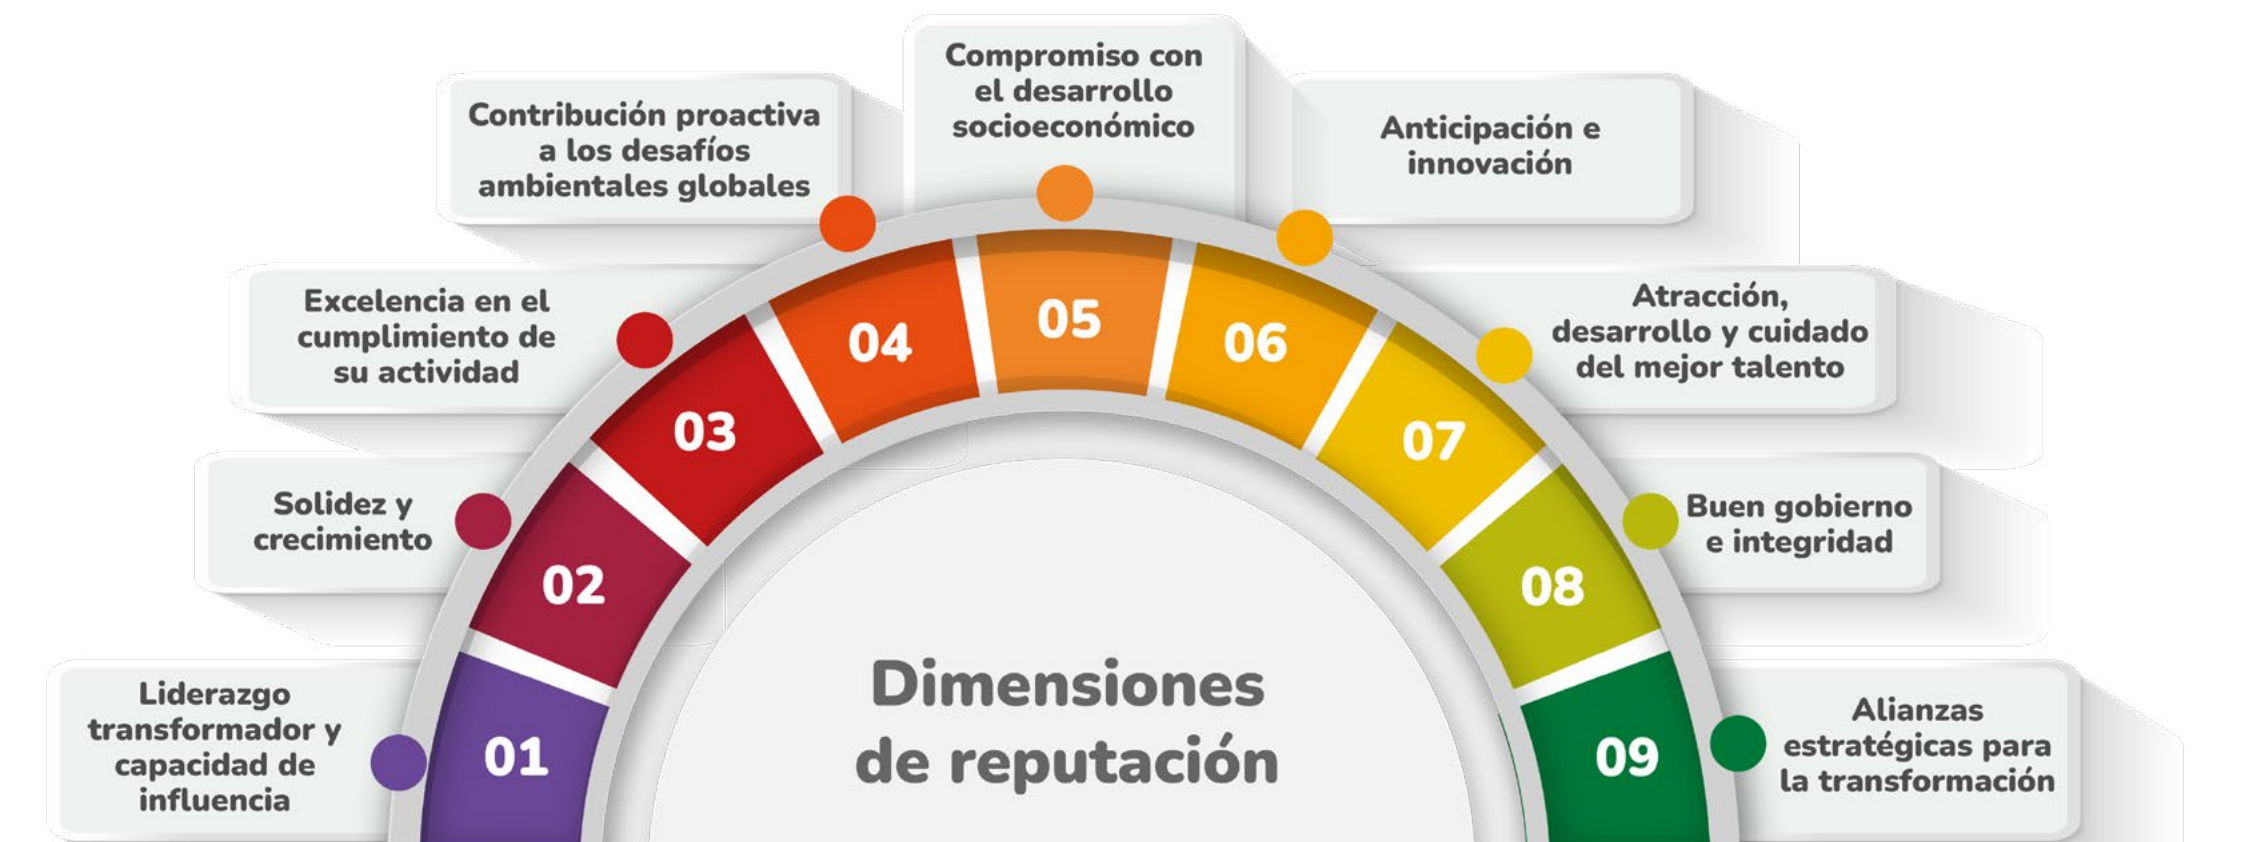 Liderazgo
transformador y
capacidad de
influencia
01
Solidez y
crecimiento
02
Excelencia en el
cumplimiento de
su actividad
03
Contribución proactiva
a los desafíos
ambientales globales
04
Compromiso con
el desarrollo
socioeconómico
05
Anticipación e
innovación
06
Atracción,
desarrollo y cuidado
del mejor talento
07
Buen gobierno
e integridad
08
Alianzas
estratégicas para
la transformación
09
Dimensiones
de reputación